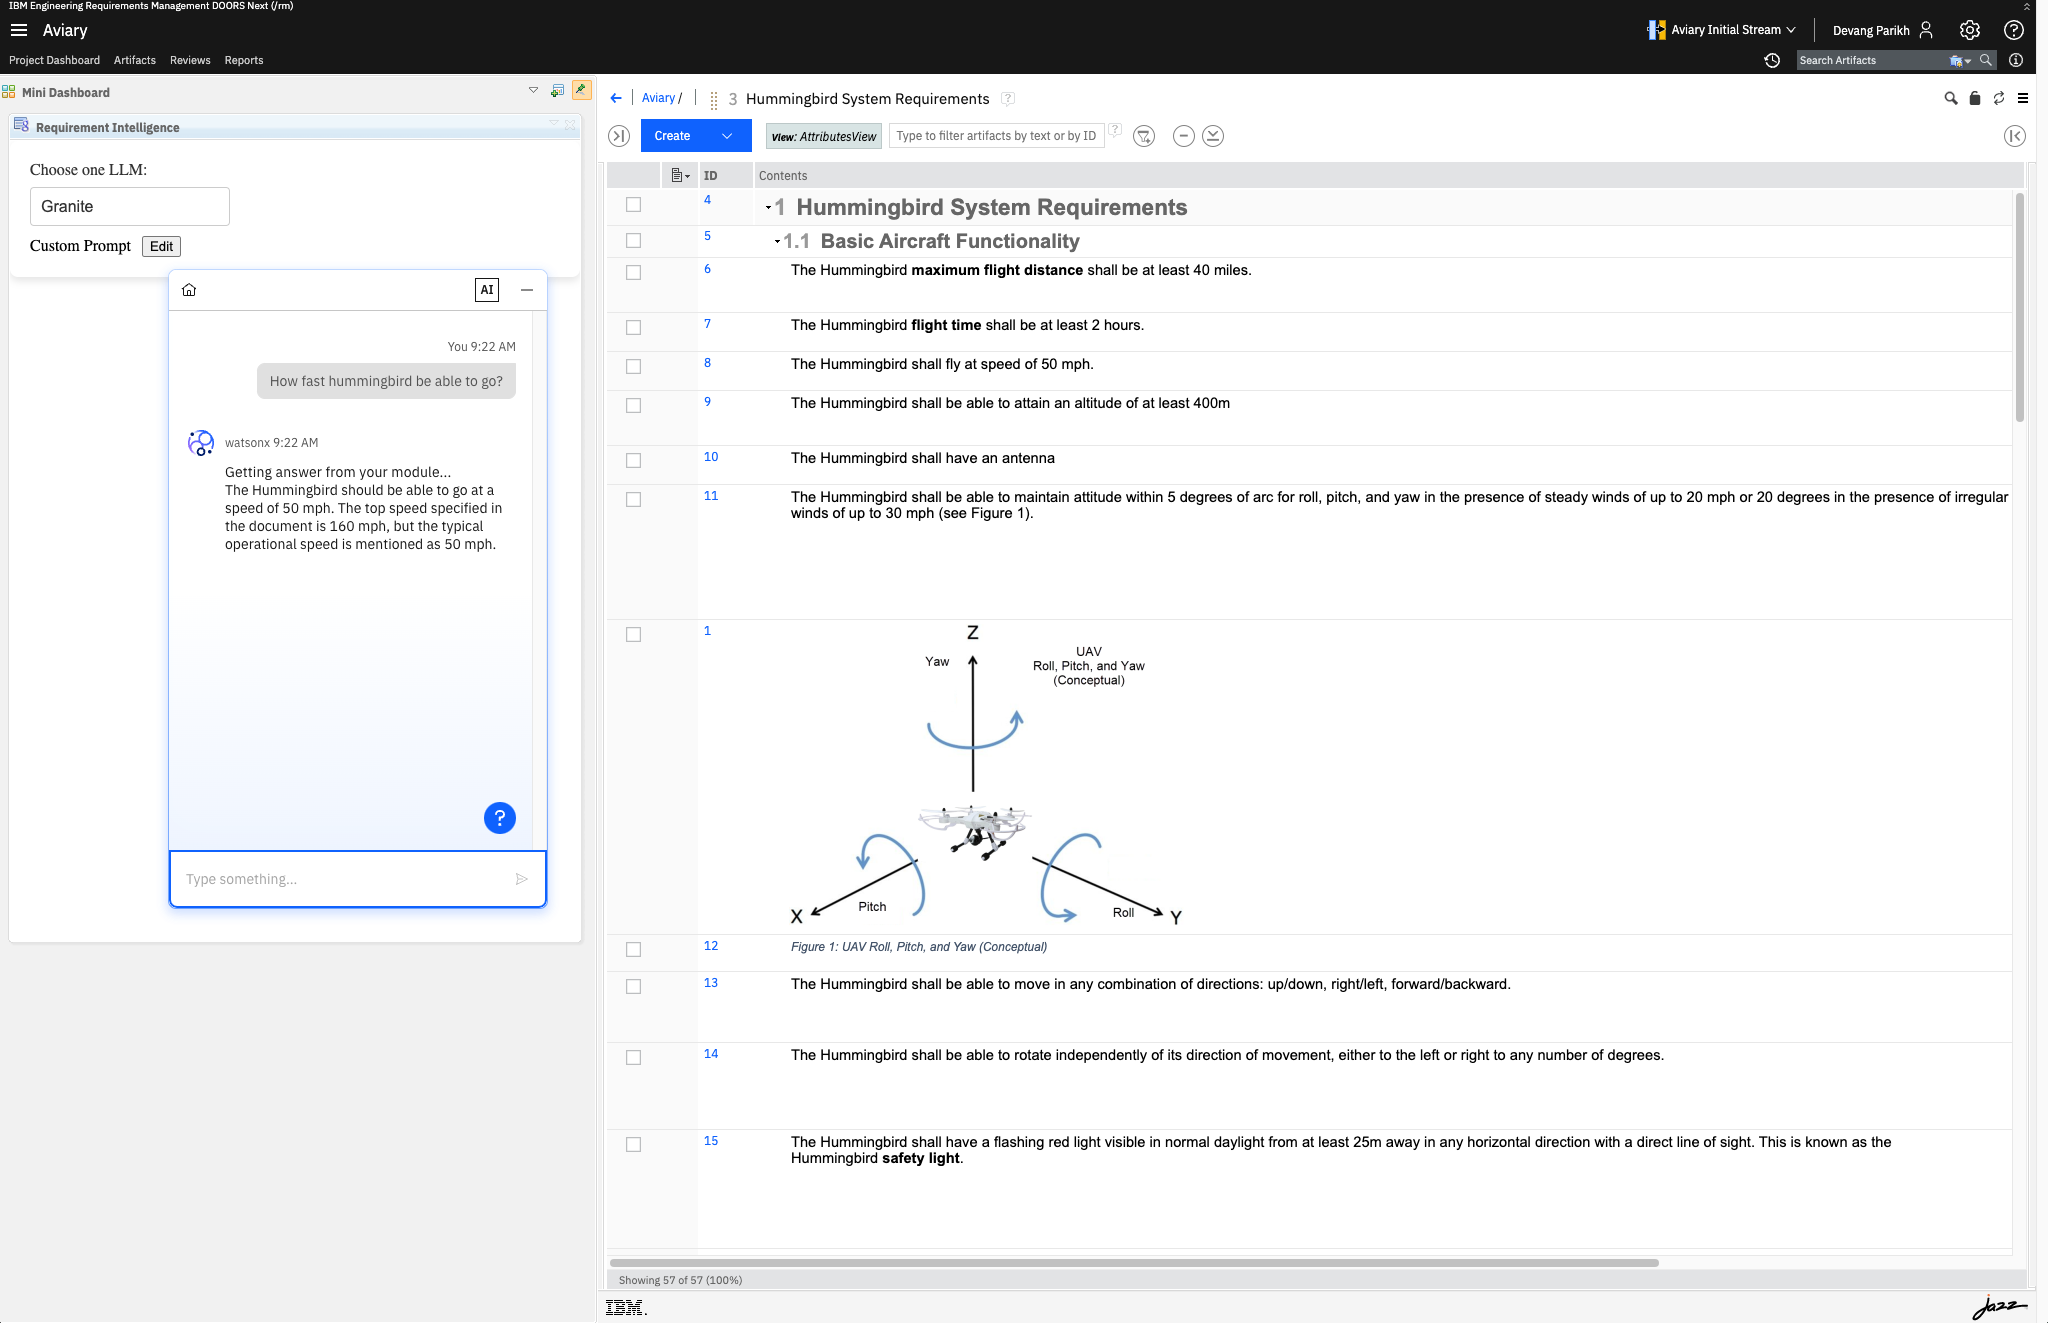 IBM Engineering Requirements Management DOORS Next (/rm)
Aviary
Aviary Initial Stream
Devang Parikh
Project Dashboard Artifacts Reviews Reports
Search Artifacts
Mini Dashboard
Requirement Intelligence
Choose one LLM:
Granite
Custom Prompt Edit
AI
You 9:22 AM
How fast hummingbird be able to go?
watsonx 9:22 AM
Getting answer from your module...
The Hummingbird should be able to go at a
speed of 50 mph. The top speed specified in
the document is 160 mph, but the typical
operational speed is mentioned as 50 mph.
?
Type something...
Aviary / 3 Hummingbird System Requirements ?
Create View: AttributesView Type to filter artifacts by text or by ID ?
ID Contents
4 1 Hummingbird System Requirements
5 1.1 Basic Aircraft Functionality
6 The Hummingbird maximum flight distance shall be at least 40 miles.
7 The Hummingbird flight time shall be at least 2 hours.
8 The Hummingbird shall fly at speed of 50 mph.
9 The Hummingbird shall be able to attain an altitude of at least 400m
10 The Hummingbird shall have an antenna
11 The Hummingbird shall be able to maintain attitude within 5 degrees of arc for roll, pitch, and yaw in the presence of steady winds of up to 20 mph or 20 degrees in the presence of irregular
winds of up to 30 mph (see Figure 1).
1
Z
Yaw
UAV
Roll, Pitch, and Yaw
(Conceptual)
X
Pitch
Roll
Y
12 Figure 1: UAV Roll, Pitch, and Yaw (Conceptual)
13 The Hummingbird shall be able to move in any combination of directions: up/down, right/left, forward/backward.
14 The Hummingbird shall be able to rotate independently of its direction of movement, either to the left or right to any number of degrees.
15 The Hummingbird shall have a flashing red light visible in normal daylight from at least 25m away in any horizontal direction with a direct line of sight. This is known as the
Hummingbird safety light.
Showing 57 of 57 (100%)
IBM.
jazz